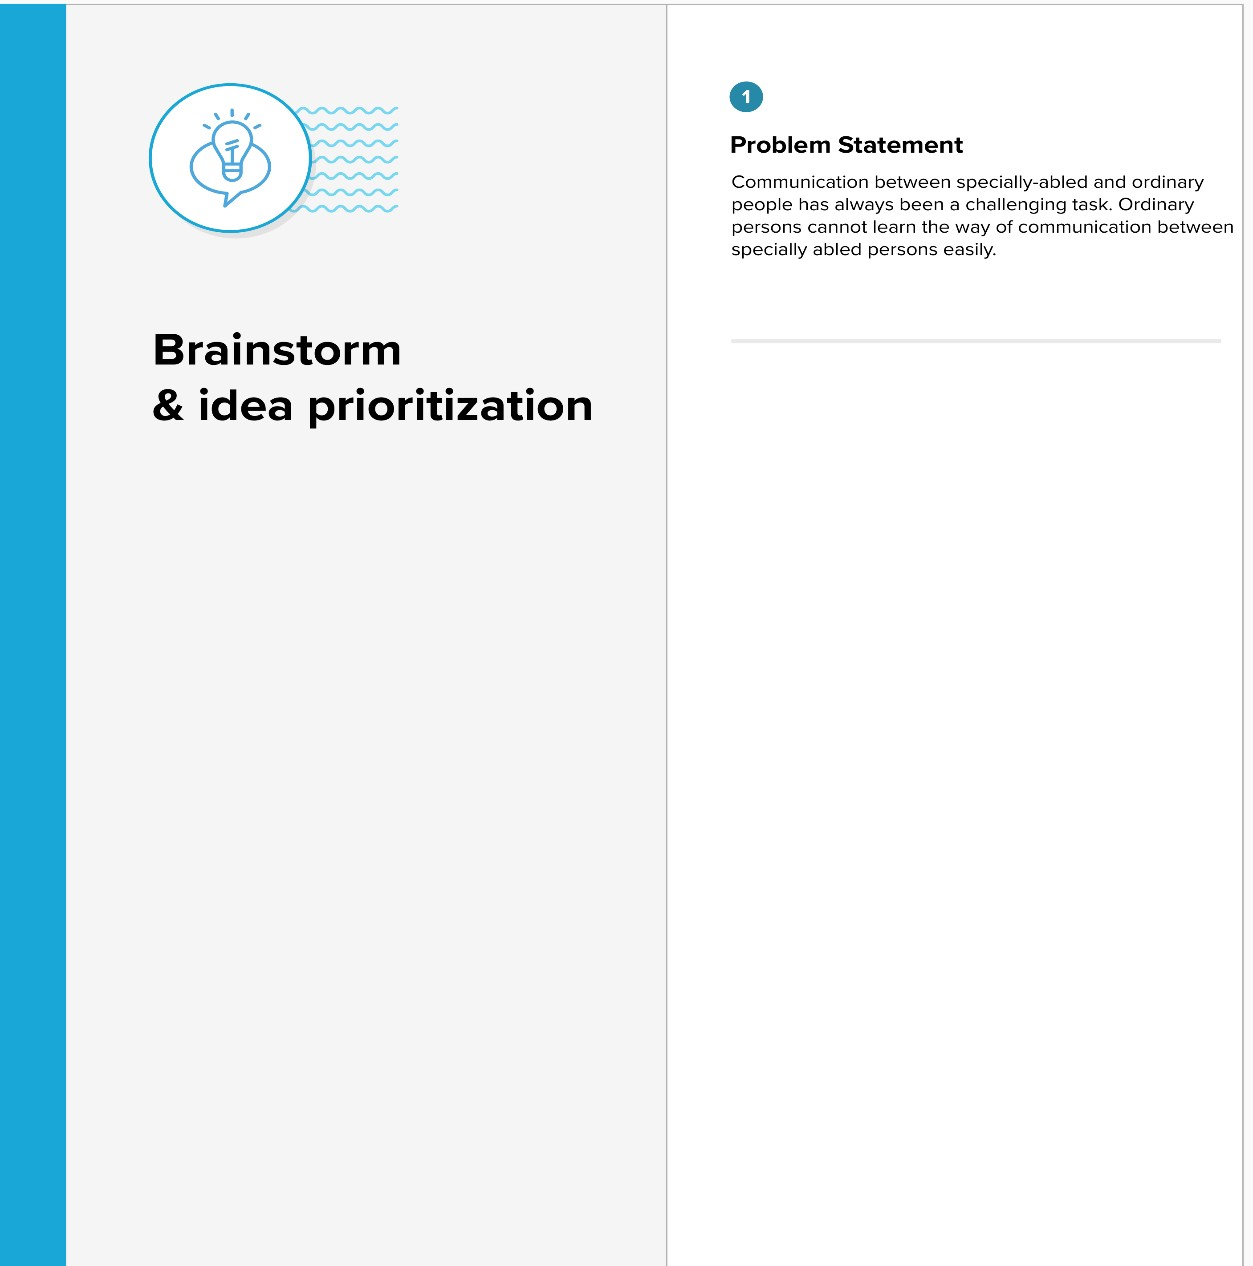 Brainstorm
& idea prioritization
1
Problem Statement
Communication between specially-abled and ordinary
people has always been a challenging task. Ordinary
persons cannot learn the way of communication between
specially abled persons easily.